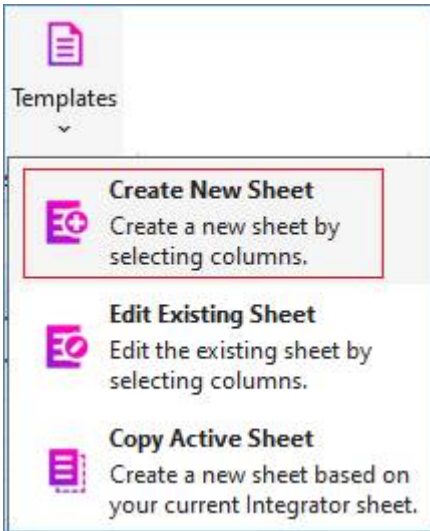 Templates
Create New Sheet
Create a new sheet by
selecting columns.
Edit Existing Sheet
Edit the existing sheet by
selecting columns.
Copy Active Sheet
Create a new sheet based on
your current Integrator sheet.